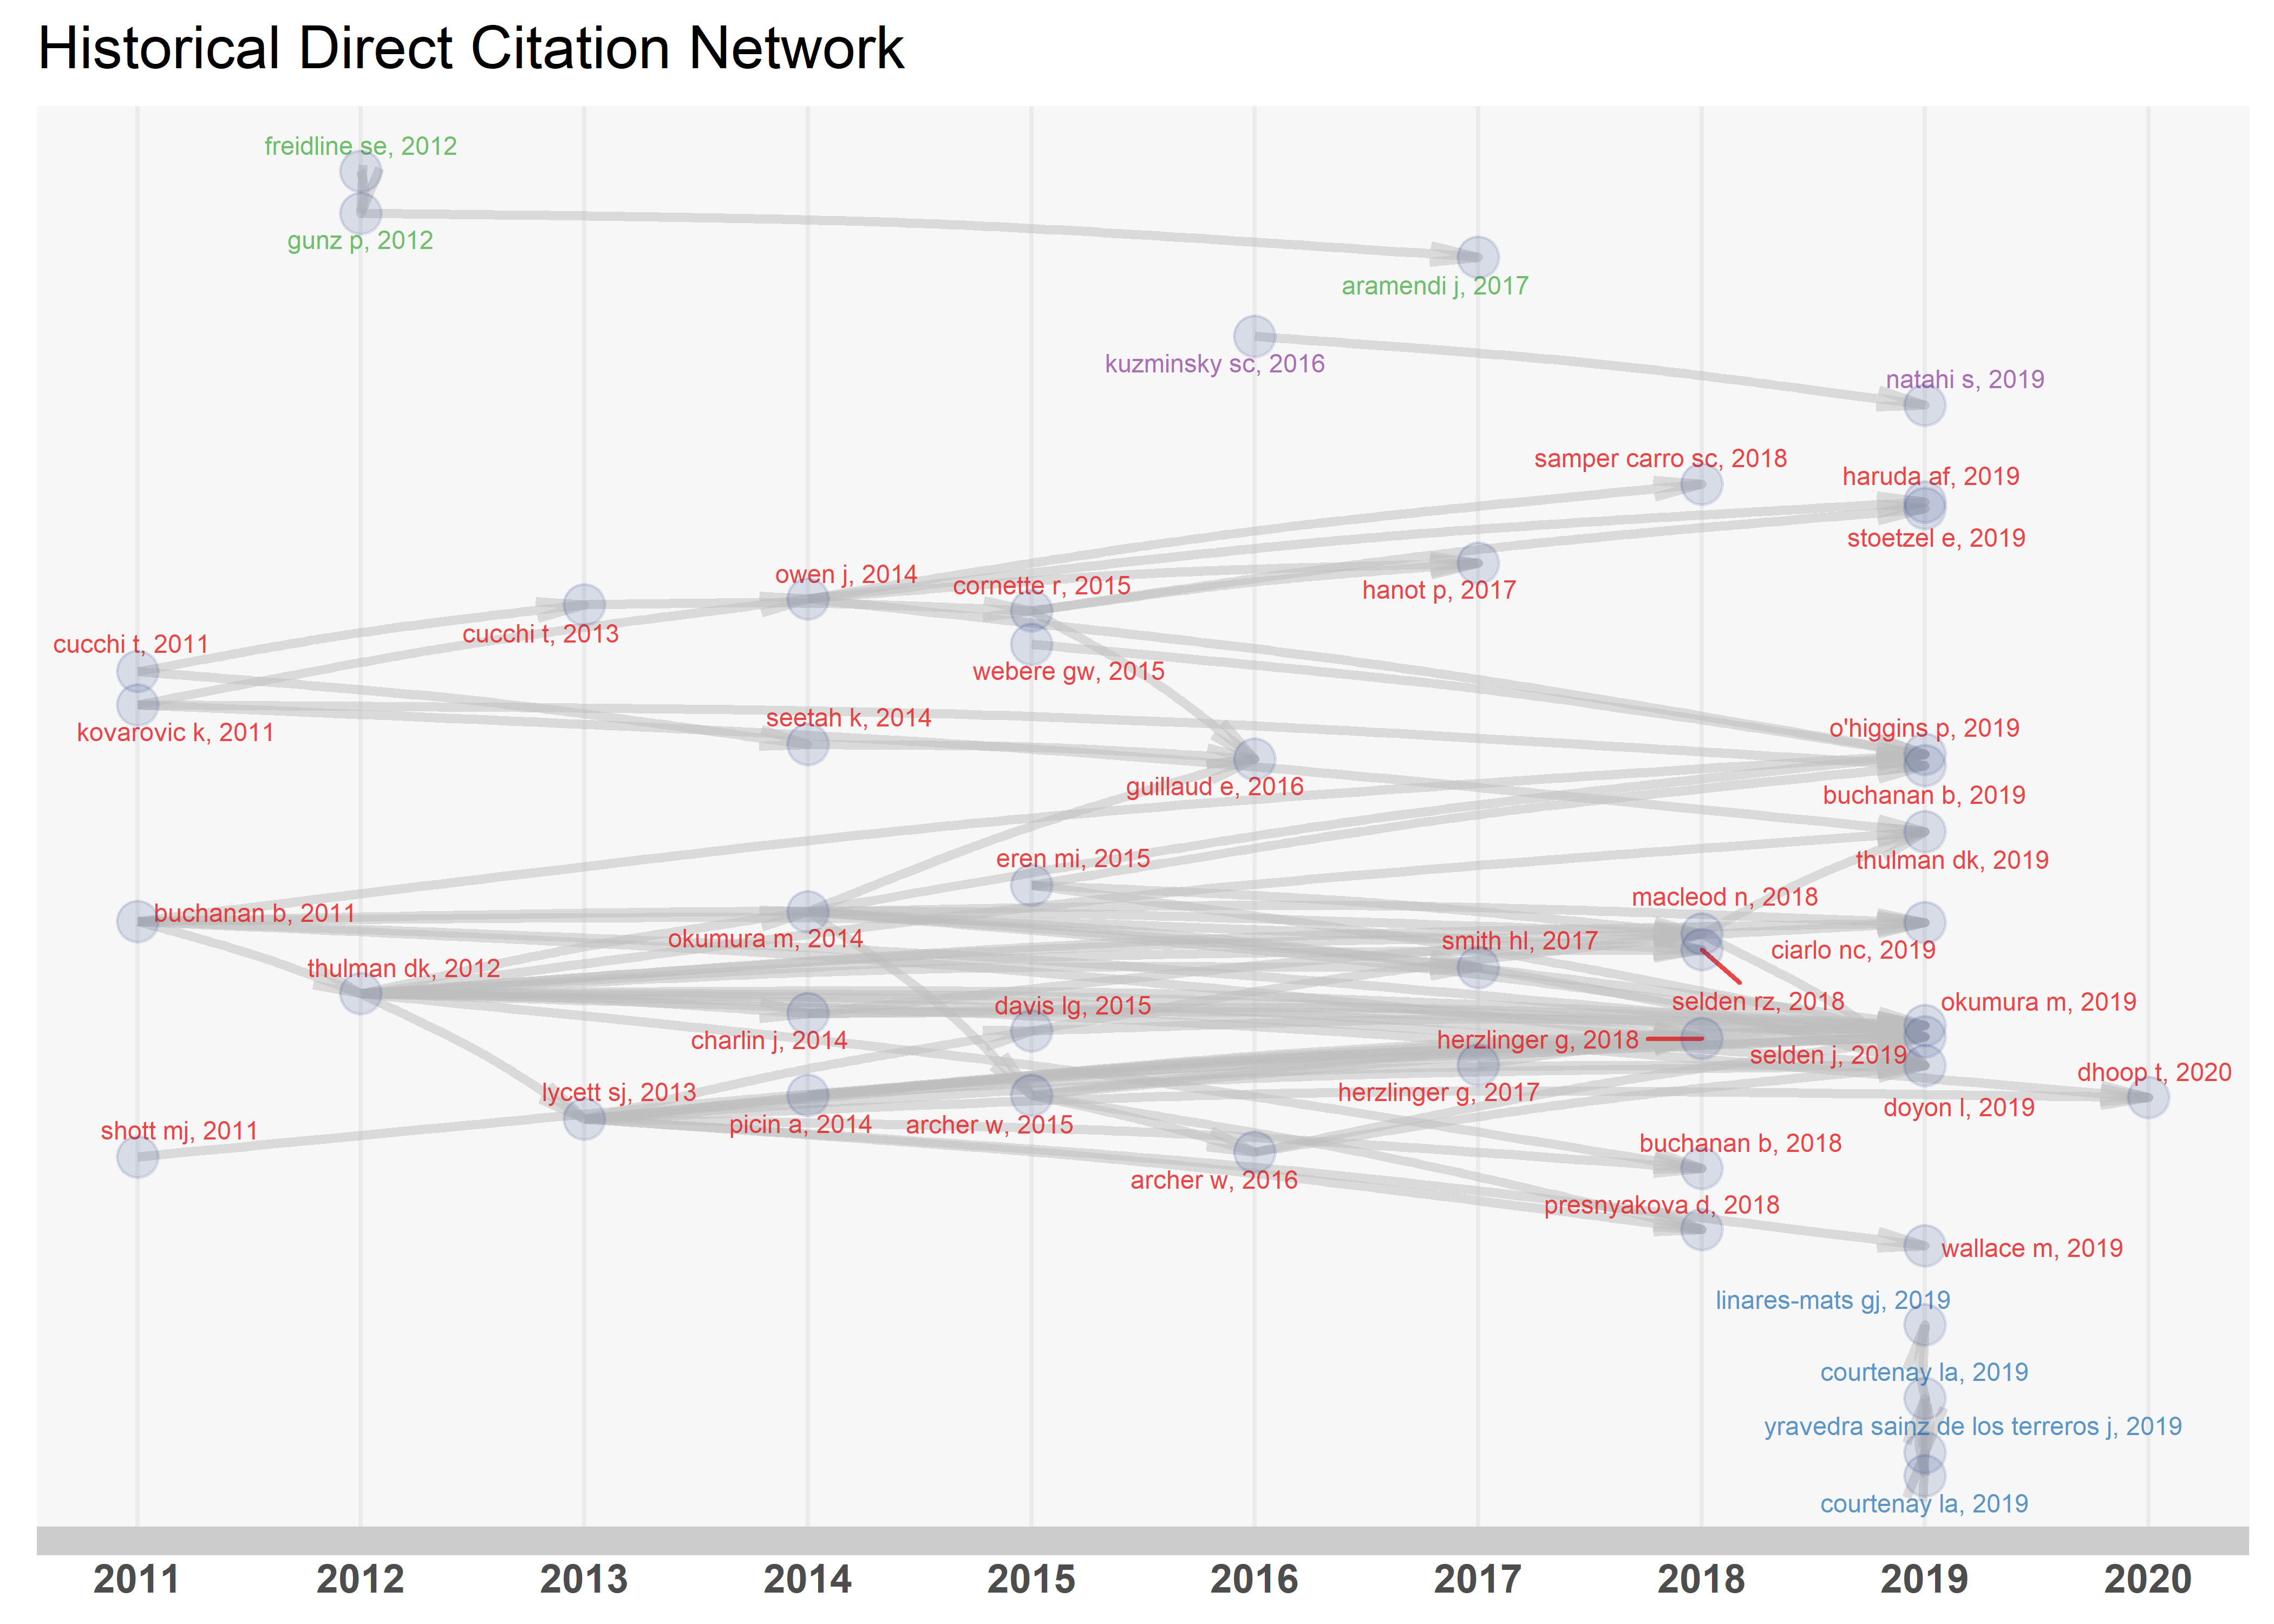 Historical Direct Citation Network
freidline se, 2012
gunz p, 2012
aramendi j, 2017
kuzminsky sc, 2016
natahi s, 2019
samper carro sc, 2018
haruda af, 2019
stoetzel e, 2019
owen j, 2014
cornette r, 2015
hanot p, 2017
cucchi t, 2013
cucchi t, 2011
webere gw, 2015
seetah k, 2014
kovarovic k, 2011
o'higgins p, 2019
guillaud e, 2016
buchanan b, 2019
eren mi, 2015
thulman dk, 2019
macleod n, 2018
buchanan b, 2011
okumura m, 2014
smith hl, 2017
ciarlo nc, 2019
thulman dk, 2012
davis lg, 2015
selden rz, 2018
okumura m, 2019
charlin j, 2014
herzlinger g, 2018
selden j, 2019
dhoop t, 2020
lycett sj, 2013
herzlinger g, 2017
doyon l, 2019
shott mj, 2011
picin a, 2014
archer w, 2015
buchanan b, 2018
archer w, 2016
presnyakova d, 2018
wallace m, 2019
linares-mats gj, 2019
courtenay la, 2019
yravedra sainz de los terreros j, 2019
courtenay la, 2019
2011 2012 2013 2014 2015 2016 2017 2018 2019 2020